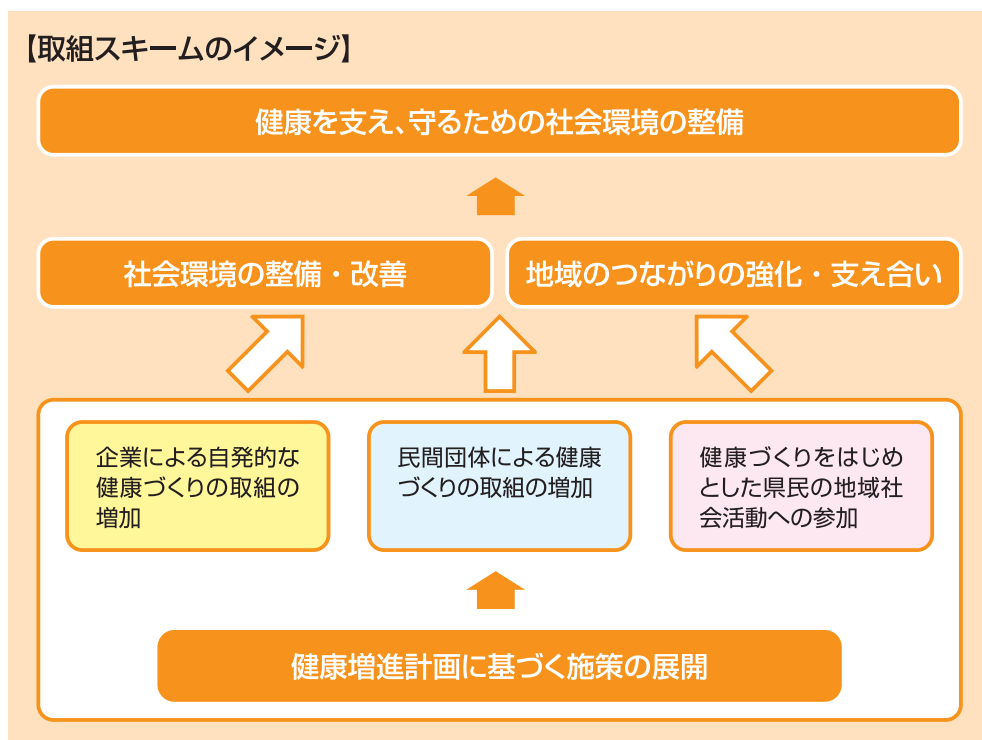 【取組スキームのイメージ】
健康を支え、守るための社会環境の整備
社会環境の整備・改善
地域のつながりの強化・支え合い
企業による自発的な
健康づくりの取組の
増加
民間団体による健康
づくりの取組の増加
健康づくりをはじめ
とした県民の地域社
会活動への参加
健康増進計画に基づく施策の展開